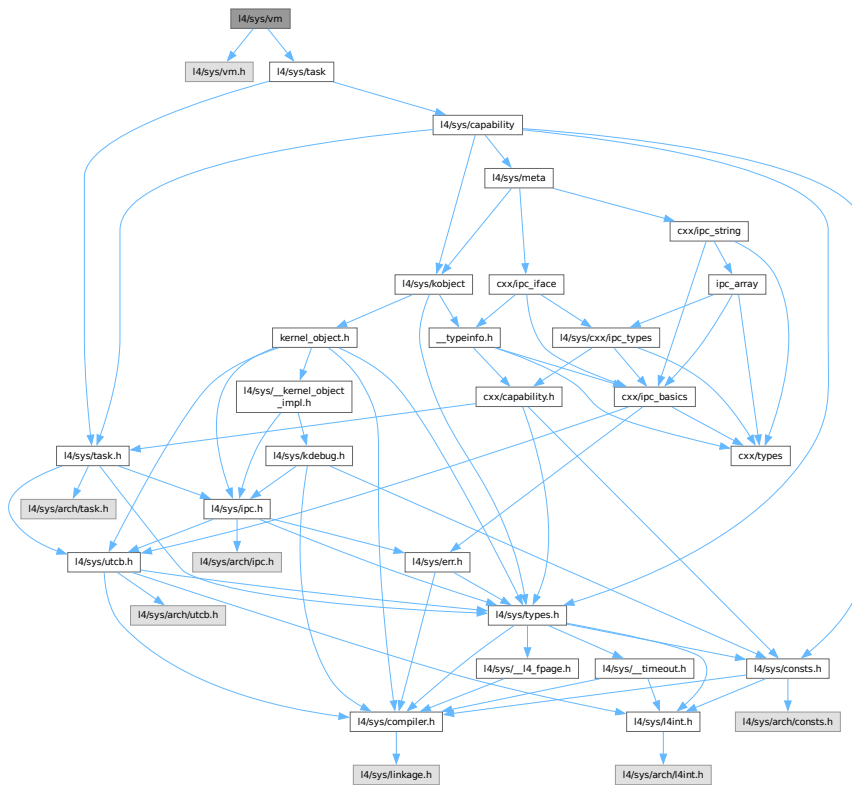 l4/sys/vm
l4/sys/vm.h
l4/sys/task
l4/sys/capability
l4/sys/meta
cxx/ipc_string
l4/sys/kobject
cxx/ipc_iface
ipc_array
kernel_object.h
__typeinfo.h
l4/sys/cxx/ipc_types
l4/sys/__kernel_object
_impl.h
cxx/capability.h
cxx/ipc_basics
l4/sys/task.h
l4/sys/kdebug.h
cxx/types
l4/sys/arch/task.h
l4/sys/ipc.h
l4/sys/utcb.h
l4/sys/arch/ipc.h
l4/sys/err.h
l4/sys/arch/utcb.h
l4/sys/types.h
l4/sys/__l4_fpage.h
l4/sys/__timeout.h
l4/sys/consts.h
l4/sys/compiler.h
l4/sys/l4int.h
l4/sys/arch/consts.h
l4/sys/linkage.h
l4/sys/arch/l4int.h